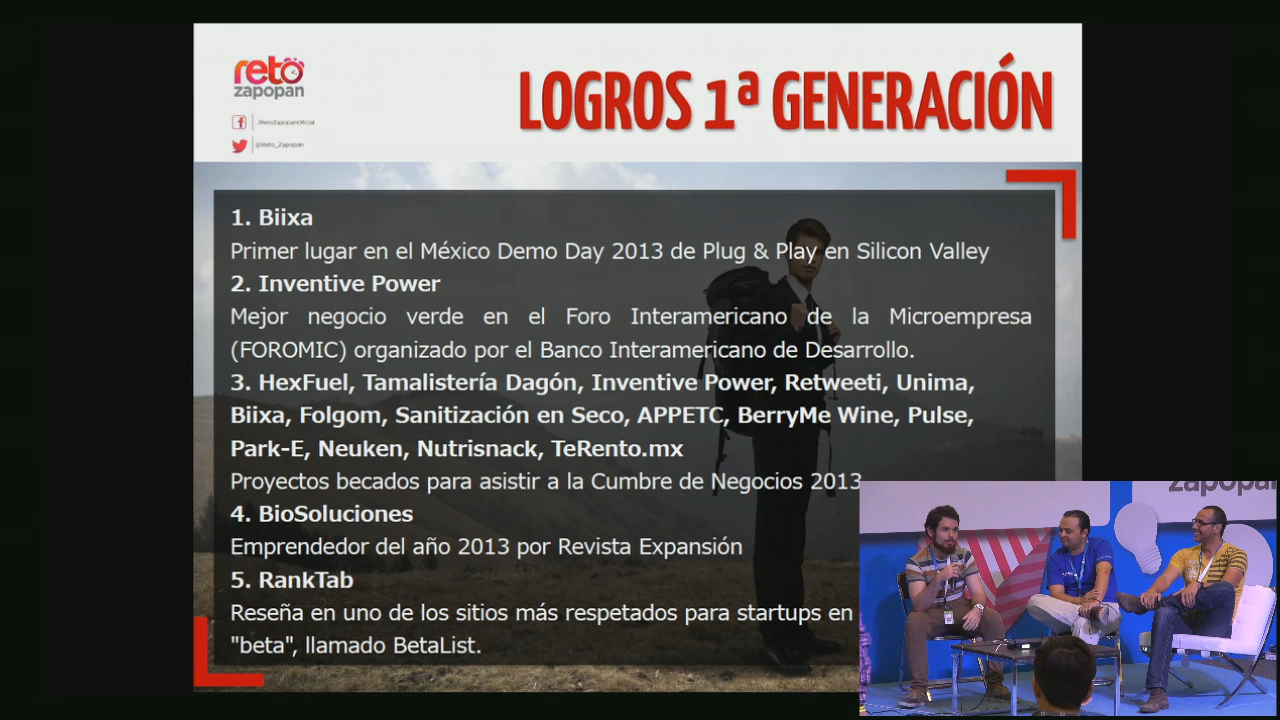 reto
zapopan
LOGROS 1ª GENERACIÓN
/RetoZapopanOficial
@Reto_Zapopan
1. Biixa
Primer lugar en el México Demo Day 2013 de Plug & Play en Silicon Valley
2. Inventive Power
Mejor negocio verde en el Foro Interamericano de la Microempresa
(FOROMIC) organizado por el Banco Interamericano de Desarrollo.
3. HexFuel, Tamalistería Dagón, Inventive Power, Retweeti, Unima,
Biixa, Folgom, Sanitización en Seco, APPETC, BerryMe Wine, Pulse,
Park-E, Neuken, Nutrisnack, TeRento.mx
Proyectos becados para asistir a la Cumbre de Negocios 2013
4. BioSoluciones
Emprendedor del año 2013 por Revista Expansión
5. RankTab
Reseña en uno de los sitios más respetados para startups en
"beta", llamado BetaList.
zapopan